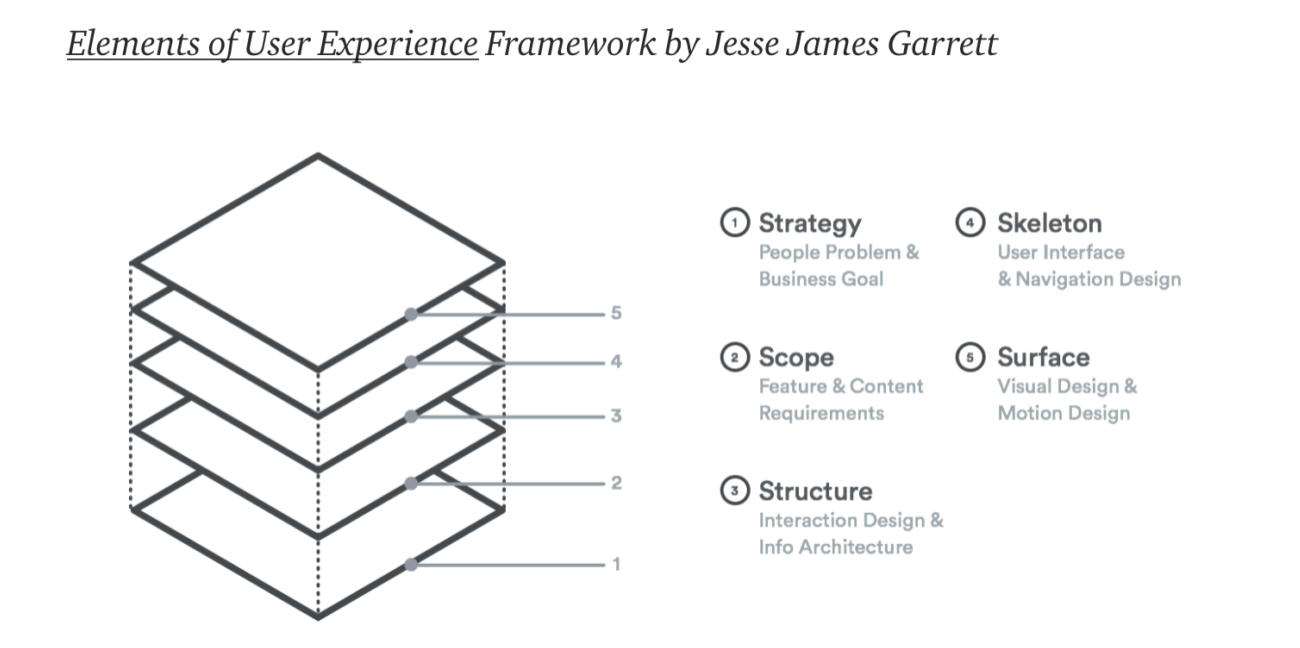 Elements of User Experience Framework by Jesse James Garrett
5
4
3
2
1
1 Strategy
People Problem &
Business Goal
2 Scope
Feature & Content
Requirements
3 Structure
Interaction Design &
Info Architecture
4 Skeleton
User Interface
& Navigation Design
5 Surface
Visual Design &
Motion Design